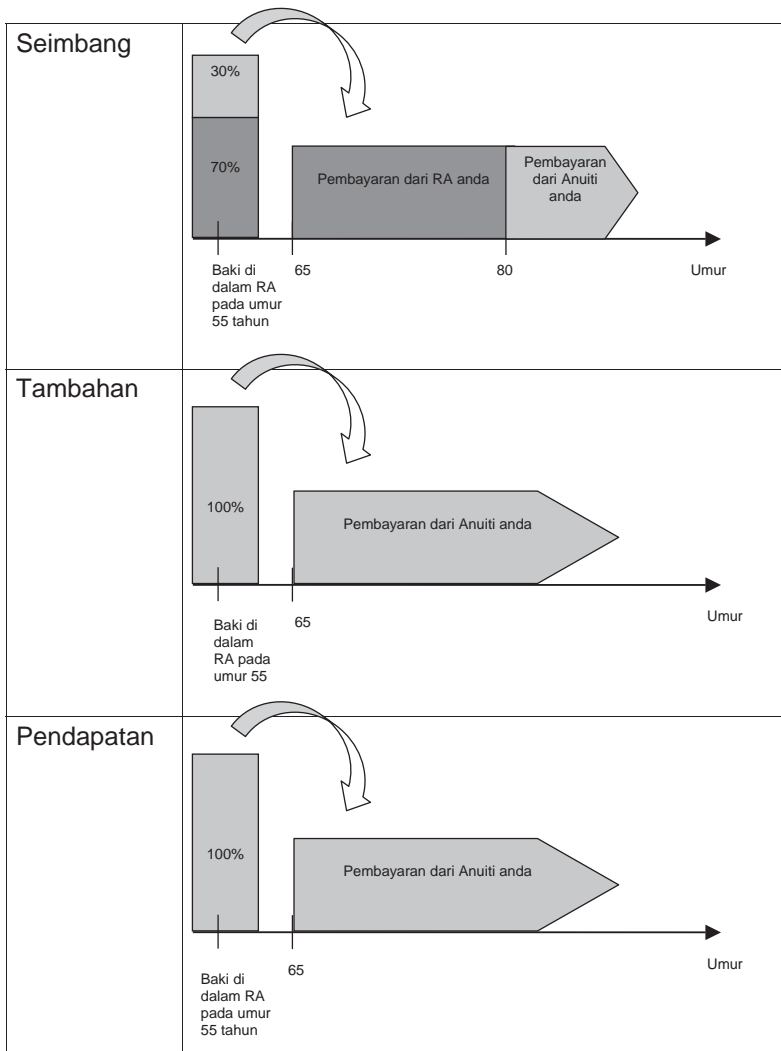 Seimbang
30%
70%
Pembayaran dari RA anda
Pembayaran
dari Anuiti
anda
Baki di
dalam RA
pada umur
55 tahun
65
80
Umur
Tambahan
100%
Pembayaran dari Anuiti anda
Baki di
dalam
RA pada
umur 55
65
Umur
Pendapatan
100%
Pembayaran dari Anuiti anda
Baki di
dalam RA
pada umur
55 tahun
65
Umur